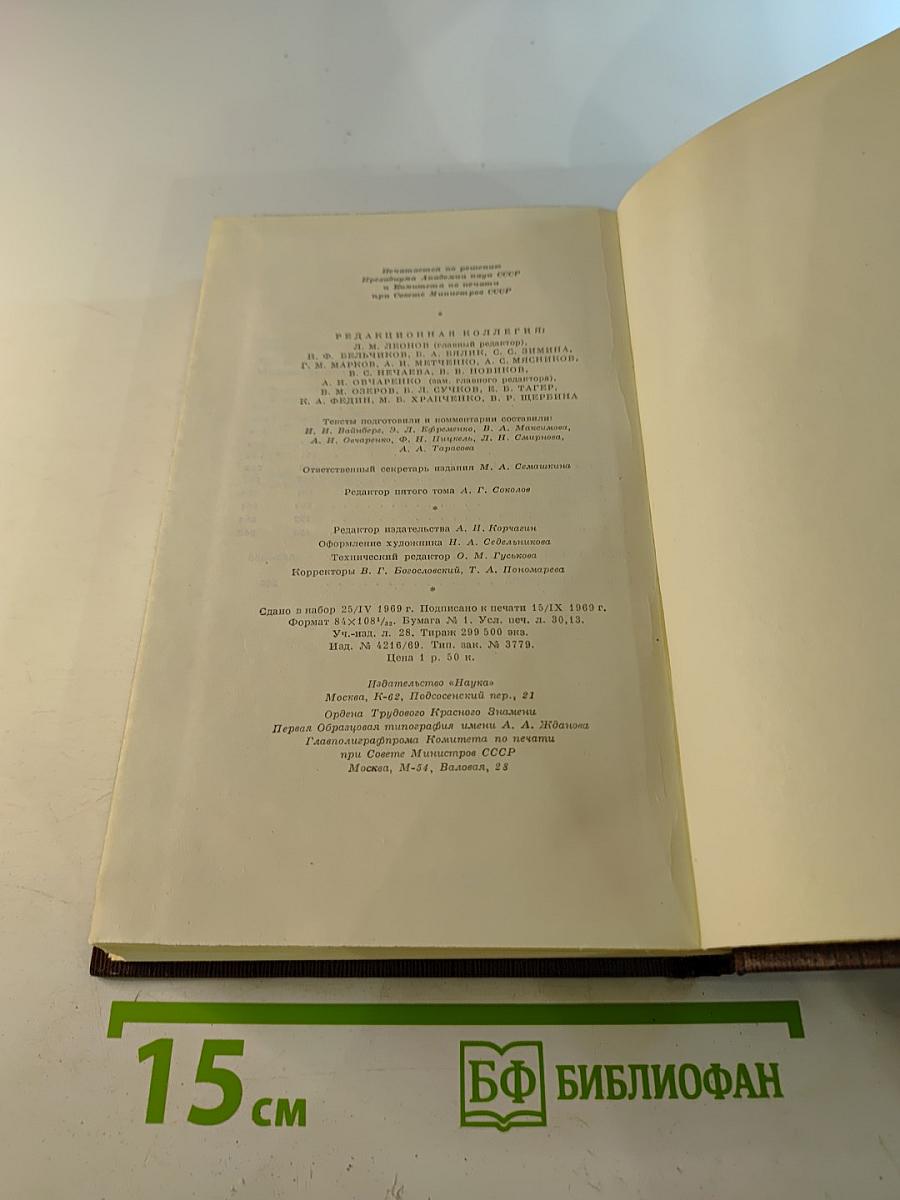 Печатается по решению
Президиума Академии наук СССР
и Комитета по печати
при Совете Министров СССР
*
РЕДАКЦИОННАЯ КОЛЛЕГИЯ:
Л. М. ЛЕОНОВ (главный редактор),
Н. Ф. БЕЛЬЧИКОВ, Б. А. БЯЛИК, С. С. ЗИМИНА,
Г. М. МАРКОВ, А. И. МЕТЧЕНКО, А. С. МЯСНИКОВ,
В. С. НЕЧАЕВА, В. В. НОВИКОВ,
А. И. ОВЧАРЕНКО (зам. главного редактора),
В. М. ОЗЕРОВ, Б. Л. СУЧКОВ, Е. Б. ТАГЕР,
К. А. ФЕДИН, М. Б. ХРАПЧЕНКО, В. Р. ЩЕРБИНА
Тексты подготовили и комментарии составили:
И. И. Вайнберг, Э. Л. Ефременко, В. А. Максимова,
А. И. Овчаренко, Ф. Н. Пицкель, Л. Н. Смирнова,
А. А. Тарасова
Ответственный секретарь издания М. А. Семашкина
Редактор пятого тома А. Г. Соколов
*
Редактор издательства А. И. Корчагин
Оформление художника Н. А. Седельникова
Технический редактор О. М. Гуськова
Корректоры В. Г. Богословский, Т. А. Пономарева
*
Сдано в набор 25/IV 1969 г. Подписано к печати 15/IX 1969 г.
Формат 84×108¹/₃₂. Бумага № 1. Усл. печ. л. 30,13.
Уч.-изд. л. 28. Тираж 299 500 экз.
Изд. № 4216/69. Тип. зак. № 3779.
Цена 1 р. 50 к.
Издательство «Наука»
Москва, К-62, Подсосенский пер., 21
Ордена Трудового Красного Знамени
Первая Образцовая типография имени А. А. Жданова
Главполиграфпрома Комитета по печати
при Совете Министров СССР
Москва, М-54, Валовая, 28
15 см
БФ БИБЛИОФАН